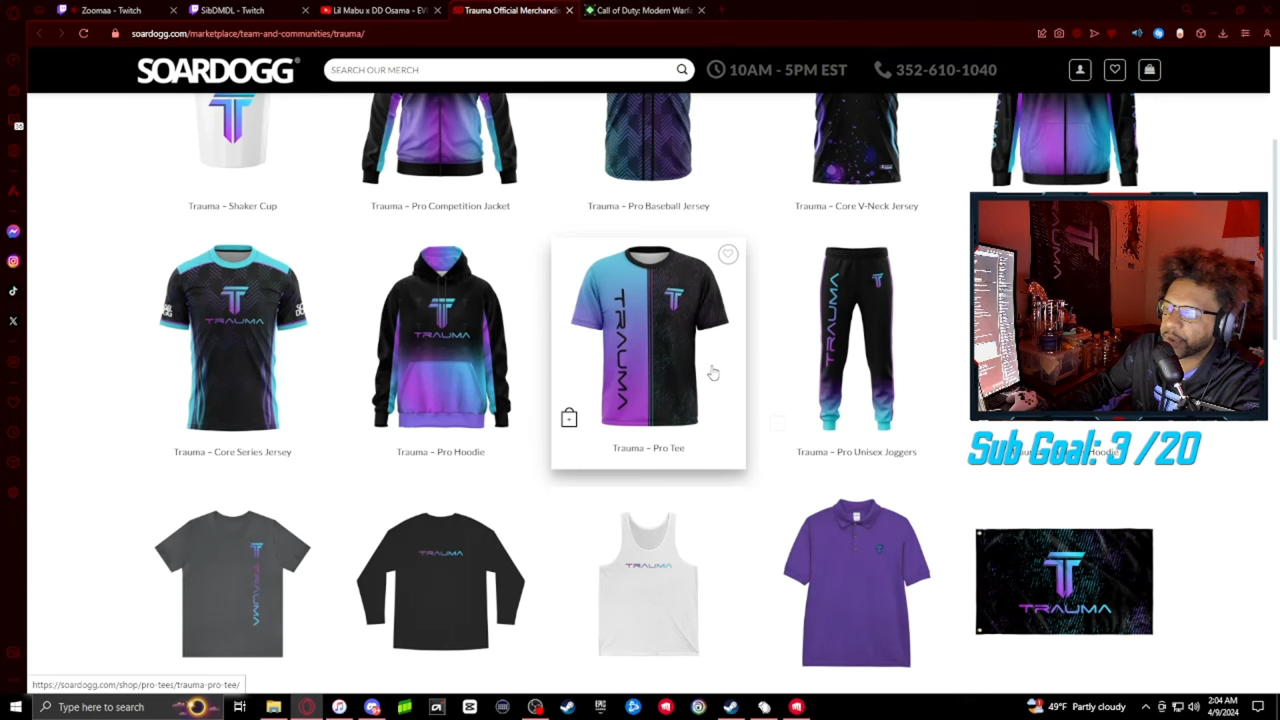 Zoomaa - Twitch
SibDMDL - Twitch
Lil Mabu x DD Osama - EV
Trauma Official Merchandi
Call of Duty: Modern Warf
soardogg.com/marketplace/team-and-communities/trauma/
SOARDOGG®
SEARCH OUR MERCH
10AM - 5PM EST
352-610-1040
Trauma – Shaker Cup
Trauma – Pro Competition Jacket
Trauma – Pro Baseball Jersey
Trauma – Core V-Neck Jersey
TRAUMA
TRAUMA
TRAUMA
TRAUMA
Trauma – Core Series Jersey
Trauma – Pro Hoodie
Trauma – Pro Tee
Trauma – Pro Unisex Joggers
Sub Goal: 3 /20
TRAUMA
TRAUMA
TRAUMA
TRAUMA
https://soardogg.com/shop/pro-tees/trauma-pro-tee/
Type here to search
49°F Partly cloudy
2:04 AM
4/9/2024